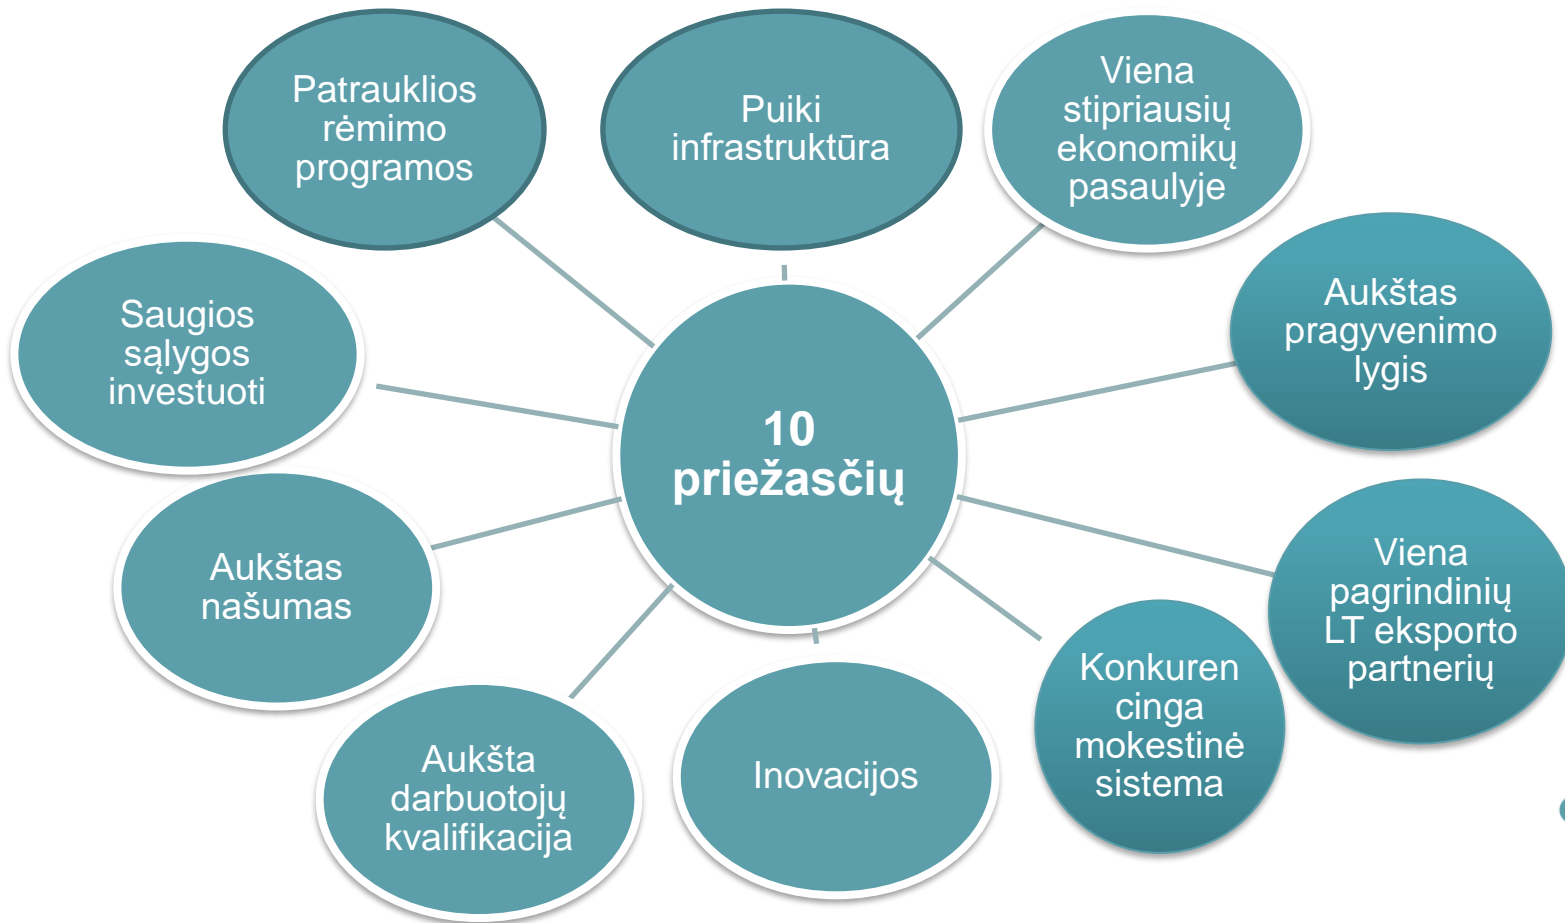 Patrauklios
rėmimo
programos
Puiki
infrastruktūra
Viena
stipriausių
ekonomikų
pasaulyje
Aukštas
pragyvenimo
lygis
Saugios
sąlygos
investuoti
10
priežasčių
Aukštas
našumas
Viena
pagrindinių
LT eksporto
partnerių
Konkuren
cinga
mokestinė
sistema
Inovacijos
Aukšta
darbuotojų
kvalifikacija